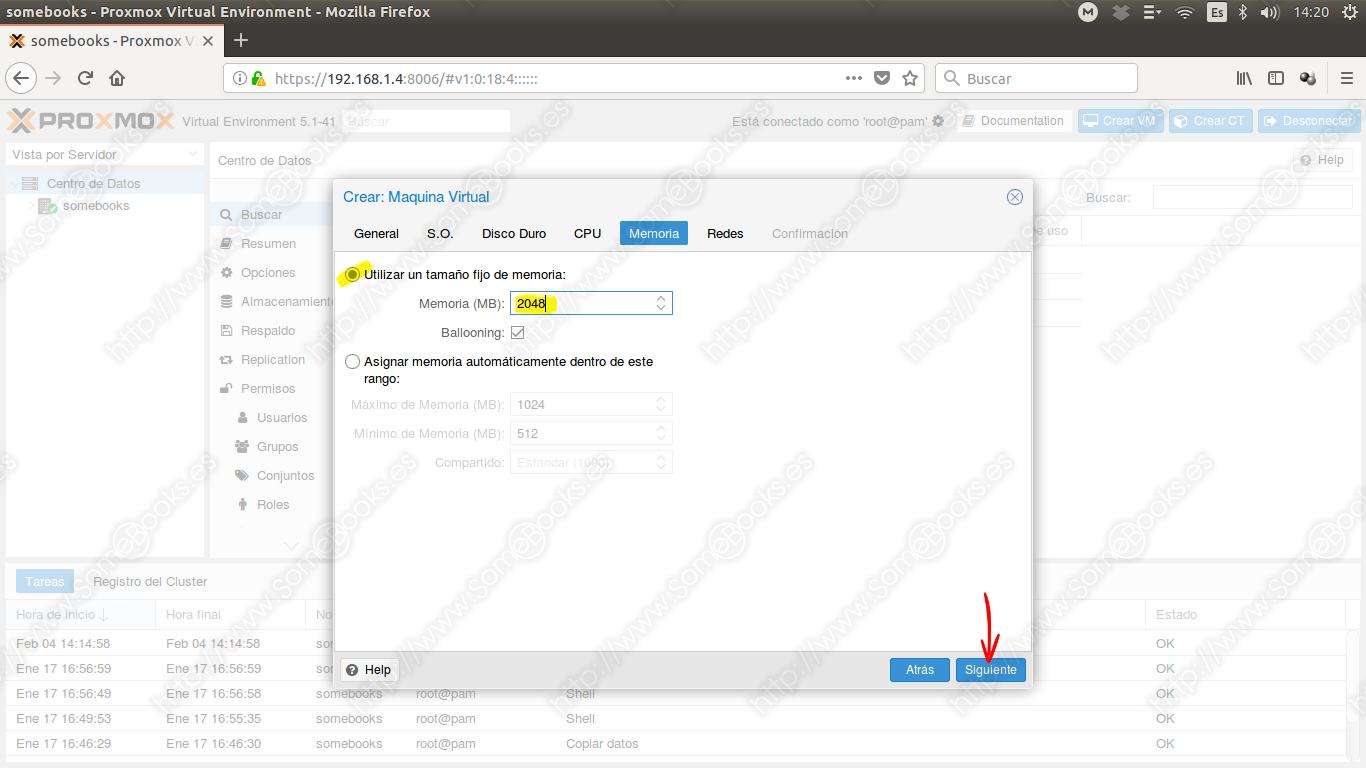 somebooks - Proxmox Virtual Environment - Mozilla Firefox
Es
14:20
somebooks - Proxmox V
https://192.168.1.4:8006/#v1:0:18:4::::::
Buscar
PROXMOX Virtual Environment 5.1-41 Buscar
Está conectado como 'root@pam'
Documentation
Crear VM
Crear CT
Desconectar
Vista por Servidor
Centro de Datos
Help
Centro de Datos
somebooks
Buscar
Resumen
Opciones
Almacenamiento
Respaldo
Replication
Permisos
Usuarios
Grupos
Conjuntos
Roles
Buscar:
de uso
Crear: Maquina Virtual
General S.O. Disco Duro CPU Memoria Redes Confirmación
Utilizar un tamaño fijo de memoria:
Memoria (MB): 2048
Ballooning:
Asignar memoria automáticamente dentro de este
rango:
Máximo de Memoria (MB): 1024
Mínimo de Memoria (MB): 512
Compartido: Estándar (1000)
Help
Atrás
Siguiente
Tareas Registro del Cluster
Hora de Inicio Hora final No Estado
Feb 04 14:14:58 Feb 04 14:14:58 so OK
Ene 17 16:56:59 Ene 17 16:56:59 so OK
Ene 17 16:56:49 Ene 17 16:56:58 somebooks root@pam Shell OK
Ene 17 16:49:53 Ene 17 16:55:35 somebooks root@pam Shell OK
Ene 17 16:46:29 Ene 17 16:46:30 somebooks root@pam Copiar datos OK
http://www.SomeBooks.es